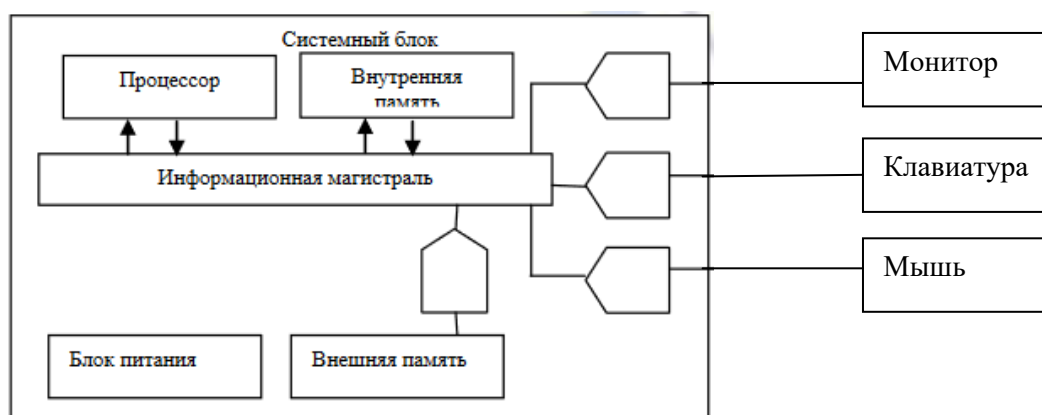 Системный блок
Процессор
Внутренняя
память
Монитор
Информационная магистраль
Клавиатура
Мышь
Блок питания
Внешняя память